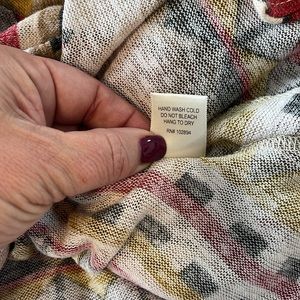 HAND WASH COLD
DO NOT BLEACH
HANG TO DRY
RN# 102894